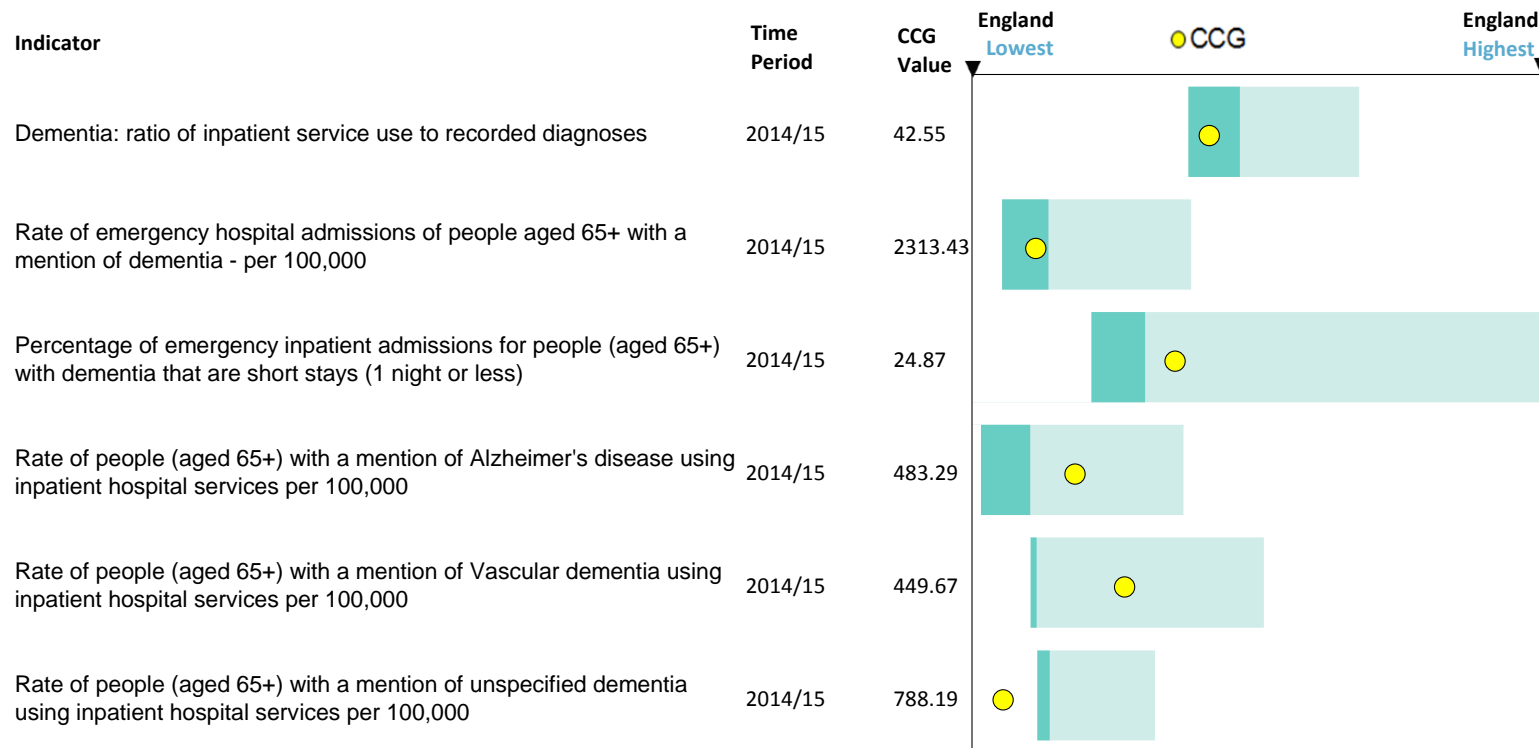 Indicator
Time
Period
CCG
Value
England
Lowest
CCG
England
Highest
Dementia: ratio of inpatient service use to recorded diagnoses
2014/15
42.55
Rate of emergency hospital admissions of people aged 65+ with a
mention of dementia - per 100,000
2014/15
2313.43
Percentage of emergency inpatient admissions for people (aged 65+)
with dementia that are short stays (1 night or less)
2014/15
24.87
Rate of people (aged 65+) with a mention of Alzheimer's disease using
inpatient hospital services per 100,000
2014/15
483.29
Rate of people (aged 65+) with a mention of Vascular dementia using
inpatient hospital services per 100,000
2014/15
449.67
Rate of people (aged 65+) with a mention of unspecified dementia
using inpatient hospital services per 100,000
2014/15
788.19